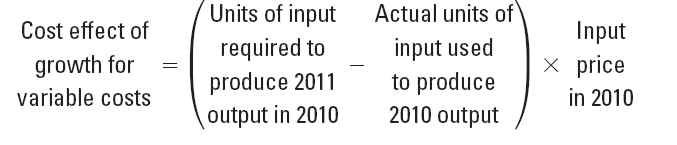 Cost effect of growth for variable costs = (Units of input required to produce 2011 output in 2010 − Actual units of input used to produce 2010 output) × Input price in 2010